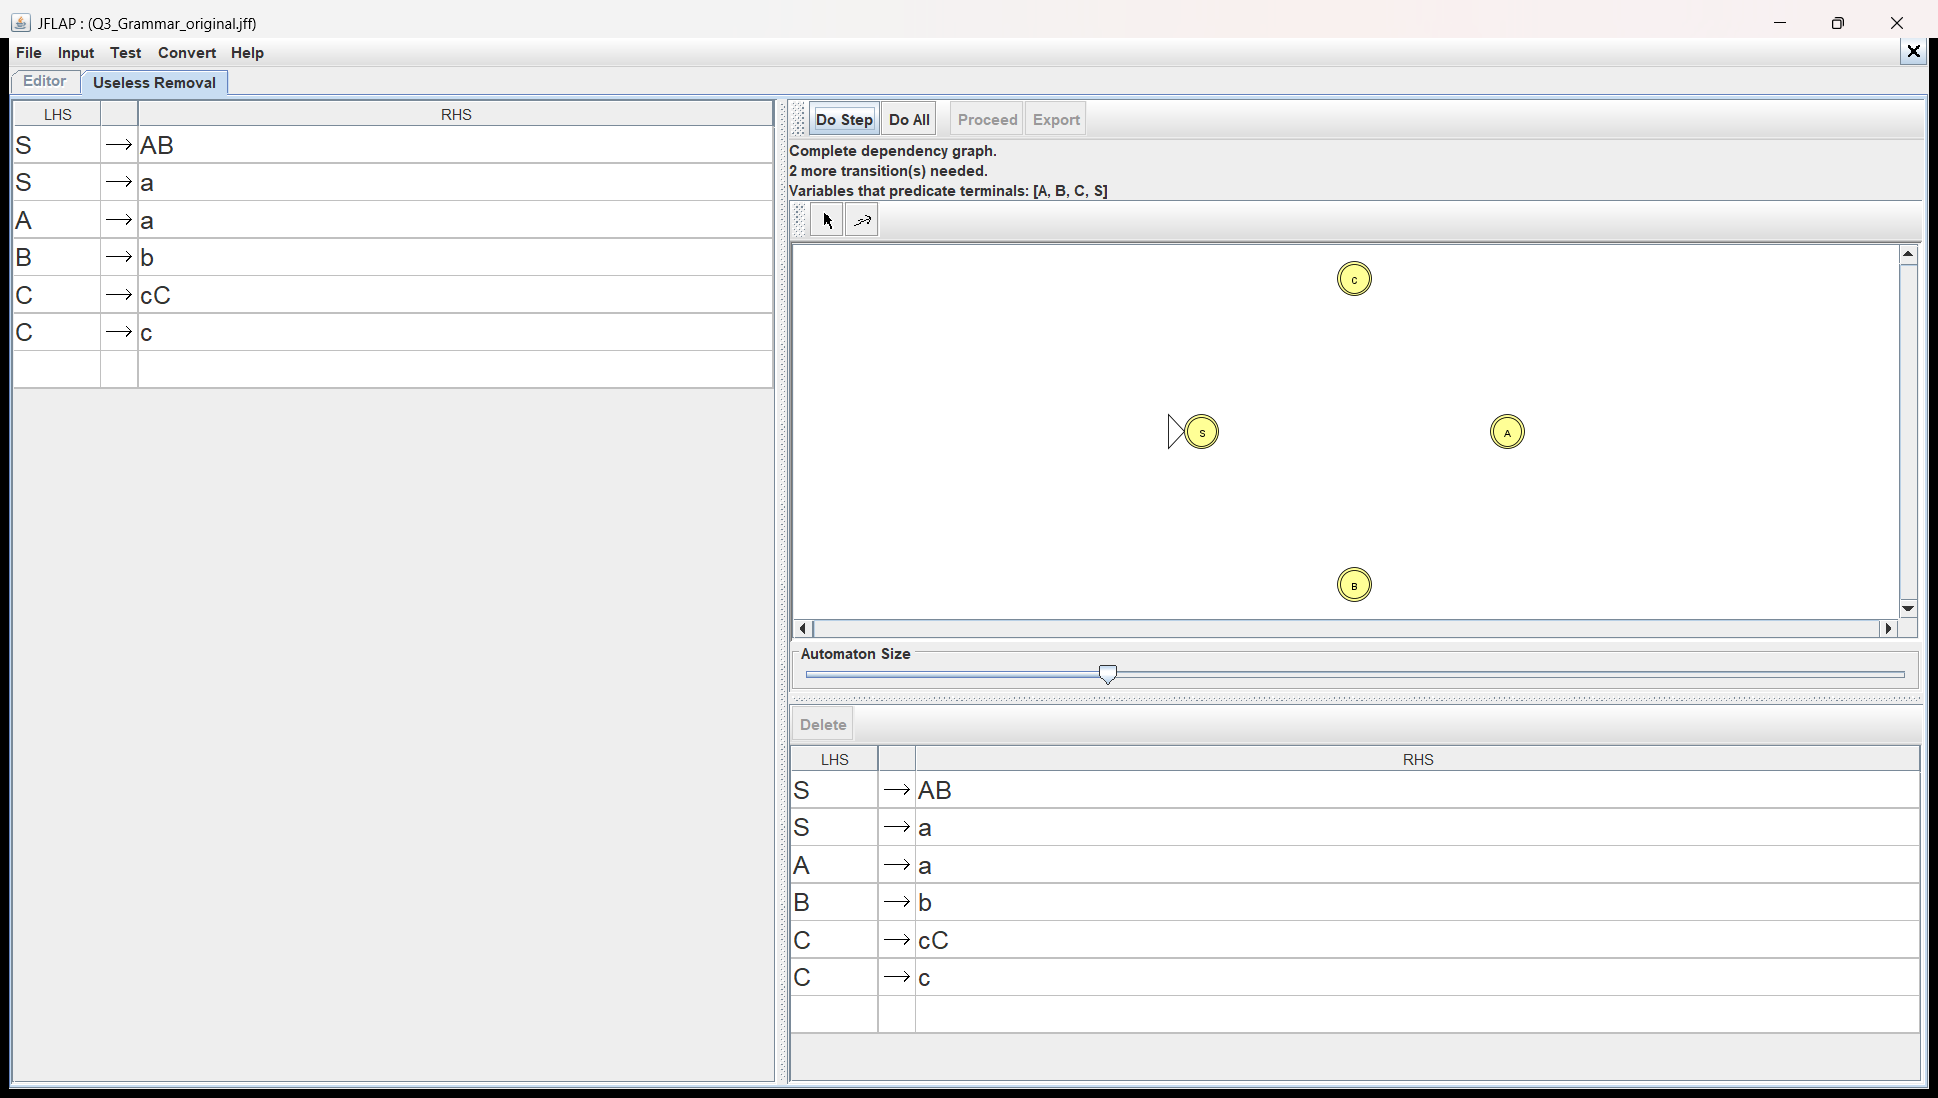 JFLAP : (Q3_Grammar_original.jff)
File Input Test Convert Help
Editor Useless Removal
LHS RHS
S → AB
S → a
A → a
B → b
C → cC
C → c
Do Step Do All Proceed Export
Complete dependency graph.
2 more transition(s) needed.
Variables that predicate terminals: [A, B, C, S]
C
S A
B
Automaton Size
Delete
LHS RHS
S → AB
S → a
A → a
B → b
C → cC
C → c